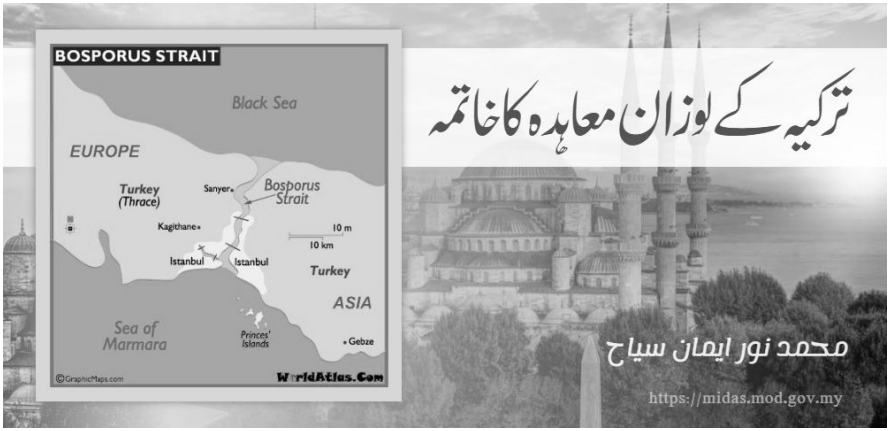 BOSPORUS STRAIT
Black Sea
EUROPE
Turkey
(Thrace)
Sanyer
Bosporus
Strait
Kagithane
10 m
10 km
Istanbul
Istanbul
Turkey
ASIA
Sea of
Marmara
Princes'
Islands
Gebze
©GraphicMaps.com
WorldAtlas.Com
ترکیہ کے لوزان معاہدہ کا خاتمہ
محمد نور ایمان سیاح
https://midas.mod.gov.my